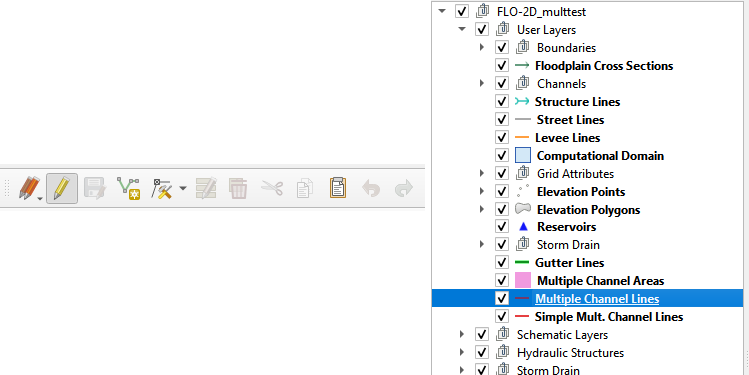 FLO-2D_multtest
User Layers
Boundaries
Floodplain Cross Sections
Channels
Structure Lines
Street Lines
Levee Lines
Computational Domain
Grid Attributes
Elevation Points
Elevation Polygons
Reservoirs
Storm Drain
Gutter Lines
Multiple Channel Areas
Multiple Channel Lines
Simple Mult. Channel Lines
Schematic Layers
Hydraulic Structures
Storm Drain